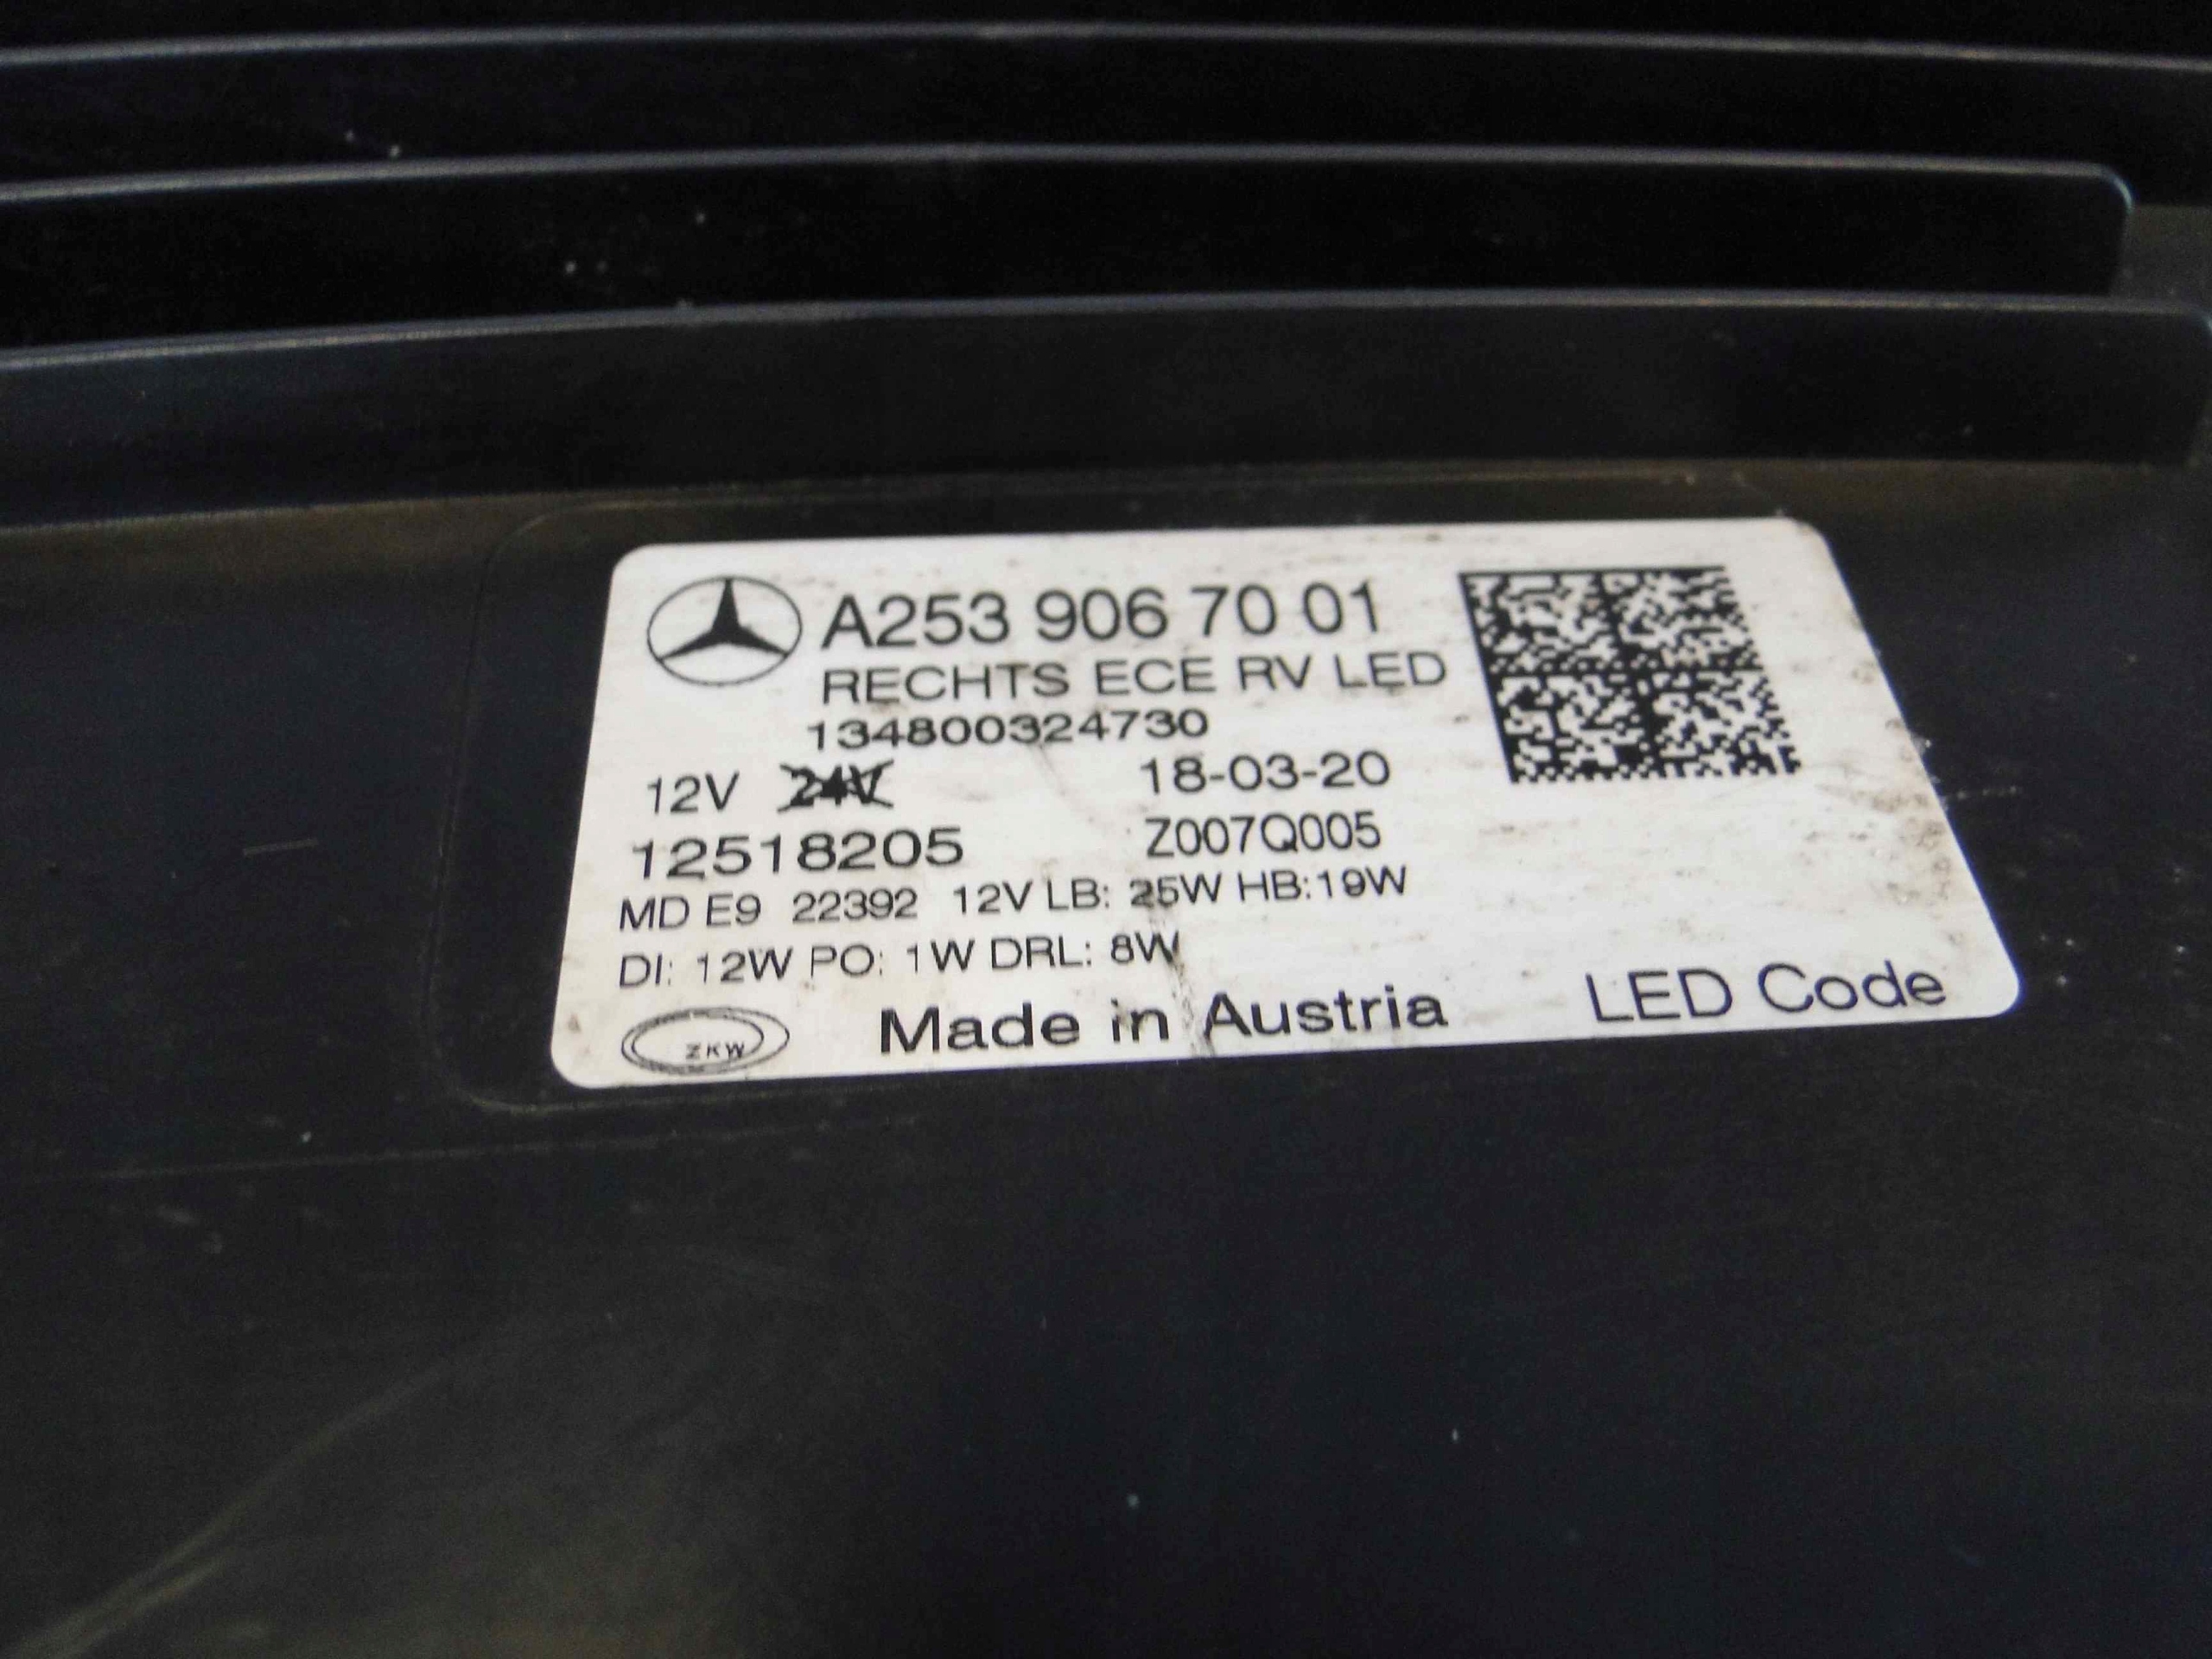 A253 906 70 01
RECHTS ECE RV LED
134800324730
12V 24V 18-03-20
12518205 Z007Q005
MD E9 22392 12V LB: 25W HB:19W
DI: 12W PO: 1W DRL: 8W
ZKW Made in Austria LED Code